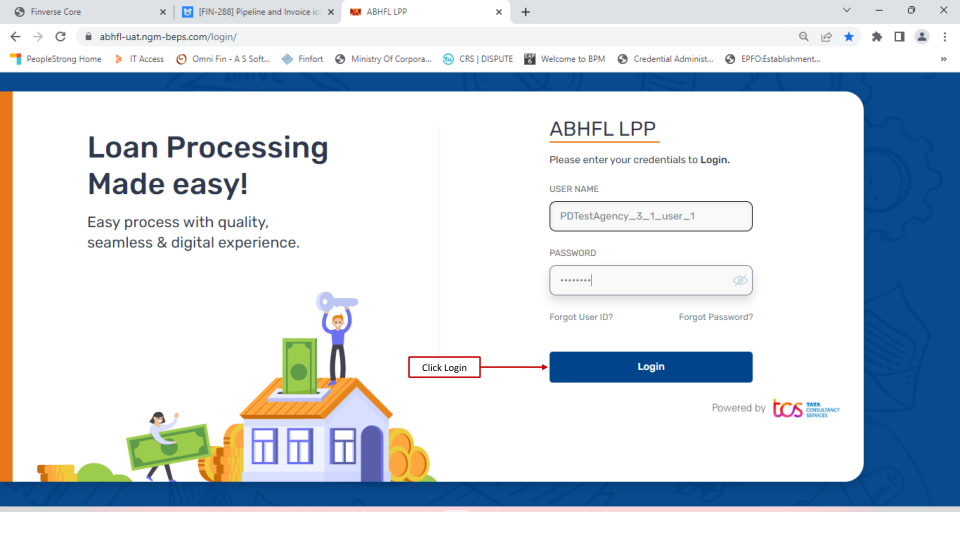 Finverse Core
[FIN-288] Pipeline and Invoice ic
ABHFL LPP
abhfl-uat.ngm-beps.com/login/
PeopleStrong Home
IT Access
Omni Fin - A S Soft...
Finfort
Ministry Of Corpora...
CRS | DISPUTE
Welcome to BPM
Credential Administ...
EPFO:Establishment...
Loan Processing
Made easy!
Easy process with quality,
seamless & digital experience.
ABHFL LPP
Please enter your credentials to Login.
USER NAME
PDTestAgency_3_1_user_1
PASSWORD
Forgot User ID?
Forgot Password?
Click Login
Login
Powered by
tcs TATA
CONSULTANCY
SERVICES